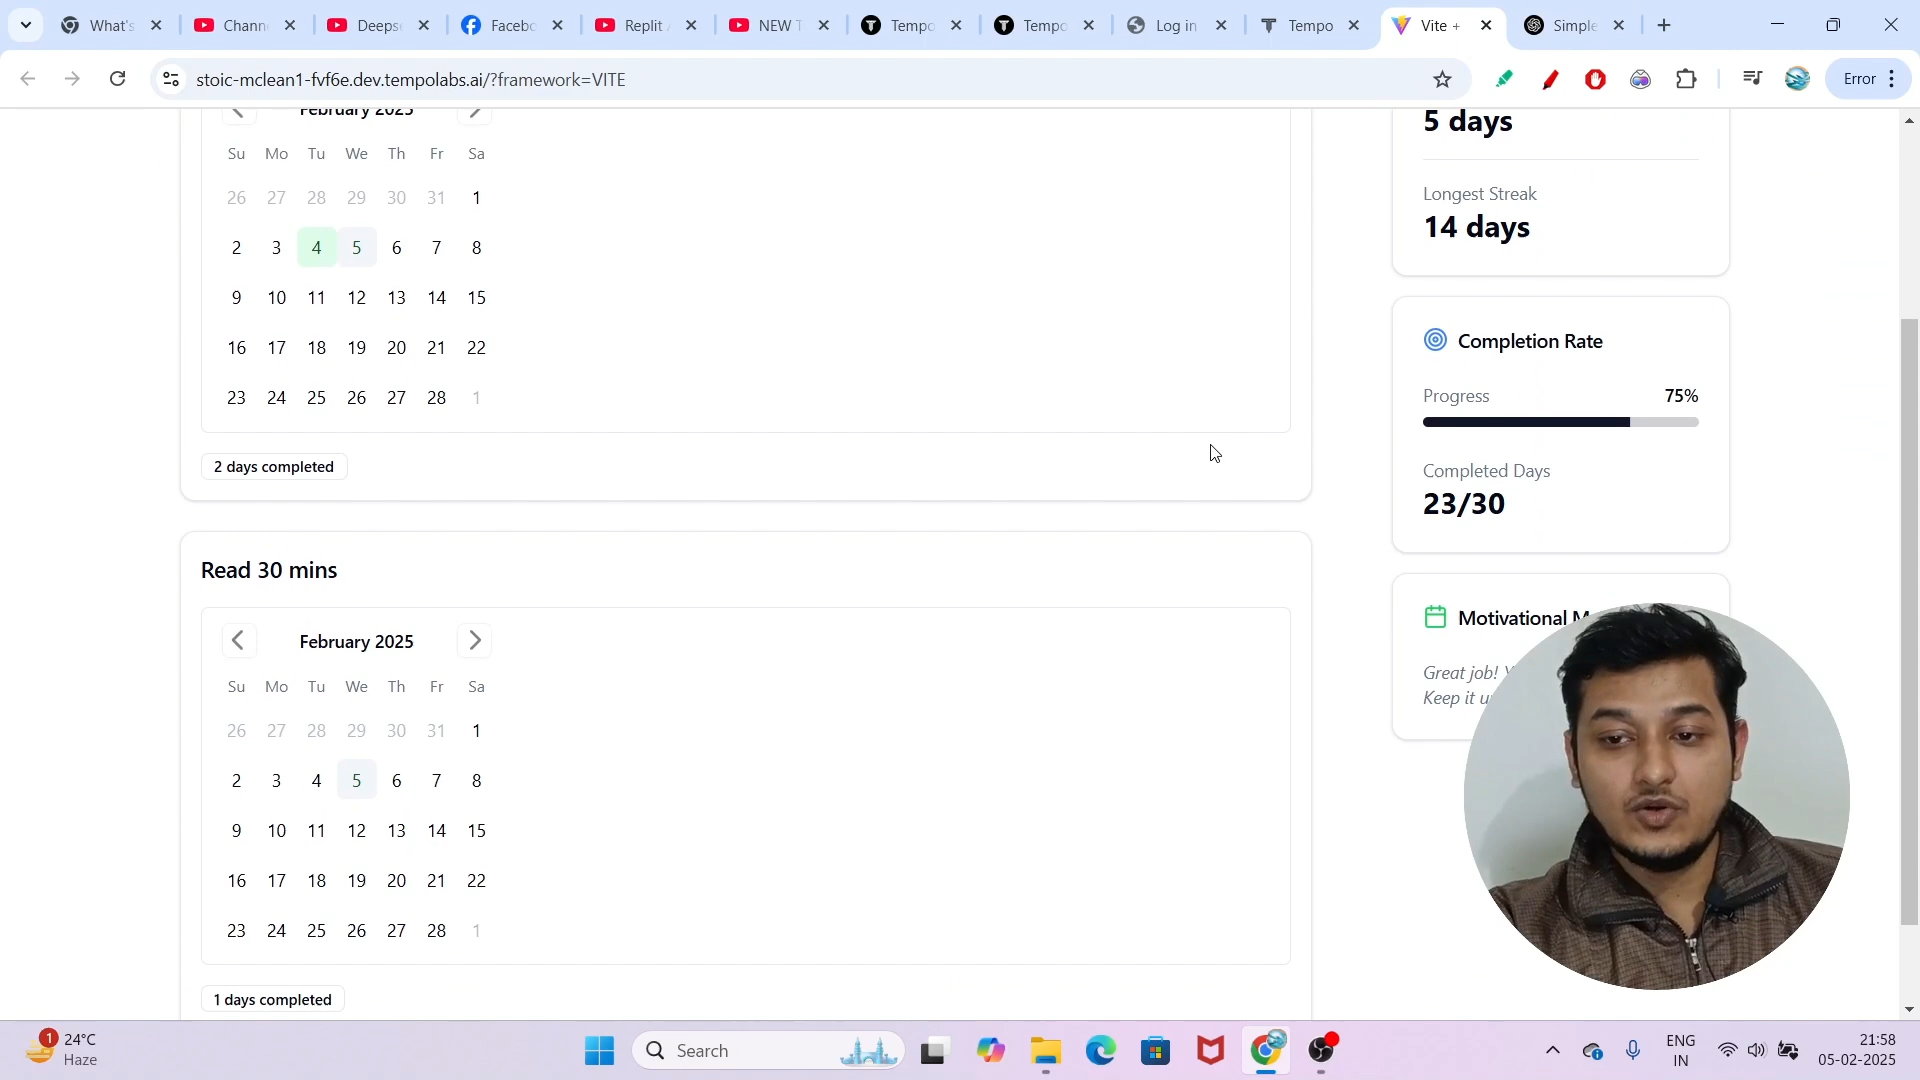 What's
Chann
Deeps
Facebo
Replit
NEW T
Tempo
Tempo
Log in
Tempo
Vite +
Simple
stoic-mclean1-fvf6e.dev.tempolabs.ai/?framework=VITE
Error
February 2025
Su Mo Tu We Th Fr Sa
26 27 28 29 30 31 1
2 3 4 5 6 7 8
9 10 11 12 13 14 15
16 17 18 19 20 21 22
23 24 25 26 27 28 1
2 days completed
Read 30 mins
February 2025
Su Mo Tu We Th Fr Sa
26 27 28 29 30 31 1
2 3 4 5 6 7 8
9 10 11 12 13 14 15
16 17 18 19 20 21 22
23 24 25 26 27 28 1
1 days completed
5 days
Longest Streak
14 days
Completion Rate
Progress 75%
Completed Days
23/30
Motivational
Great job!
Keep it
1
24°C
Haze
Search
ENG
IN
21:58
05-02-2025